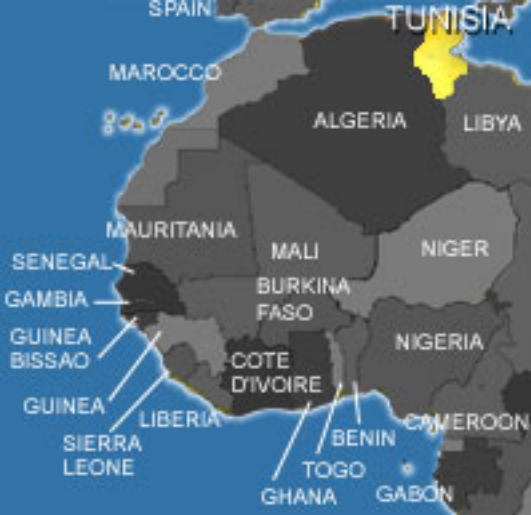 SPAIN
TUNISIA
MAROCCO
ALGERIA
LIBYA
MAURITANIA
MALI
NIGER
SENEGAL
GAMBIA
BURKINA
FASO
GUINEA
BISSAO
NIGERIA
COTE
D'IVOIRE
GUINEA
LIBERIA
CAMEROON
SIERRA
LEONE
BENIN
TOGO
GHANA
GABON